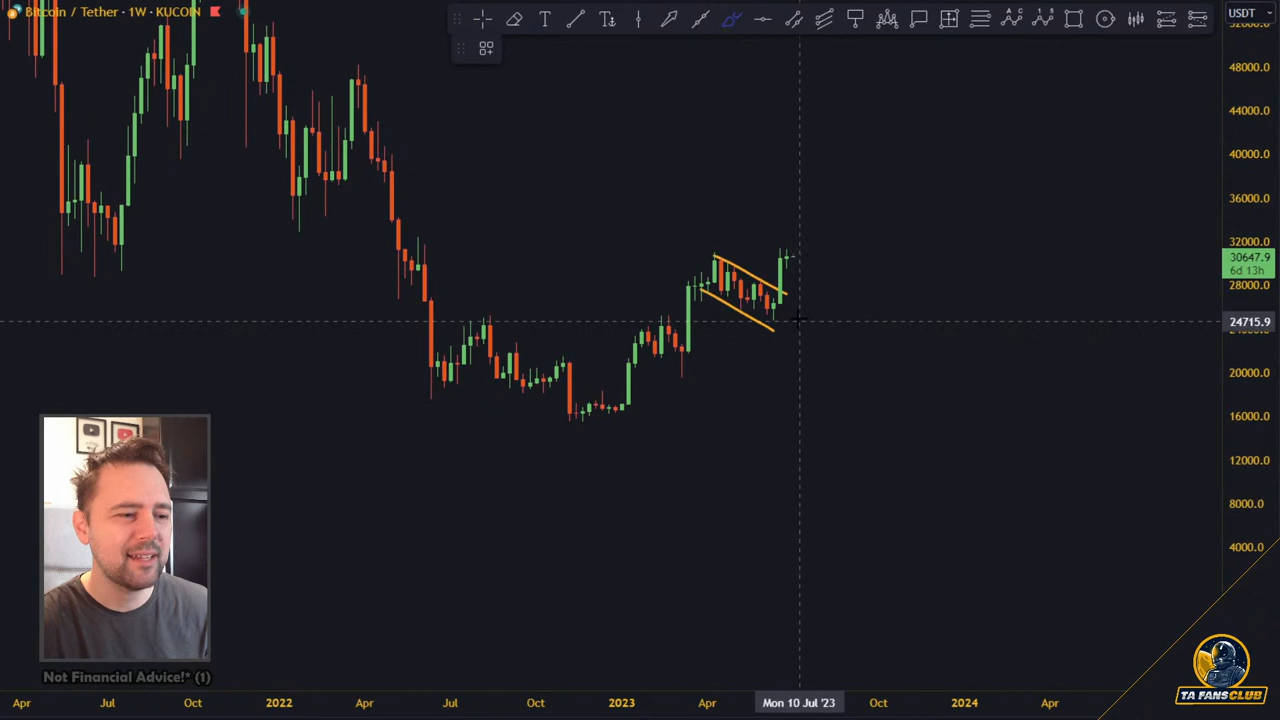 Bitcoin / Tether · 1W · KUCOIN
USDT
48000.0
44000.0
40000.0
36000.0
32000.0
30647.9
6d 13h
28000.0
24715.9
20000.0
16000.0
12000.0
8000.0
4000.0
Not Financial Advice!* (1)
TA FANSCLUB
Apr Jul Oct 2022 Apr Jul Oct 2023 Apr Mon 10 Jul '23 Oct 2024 Apr